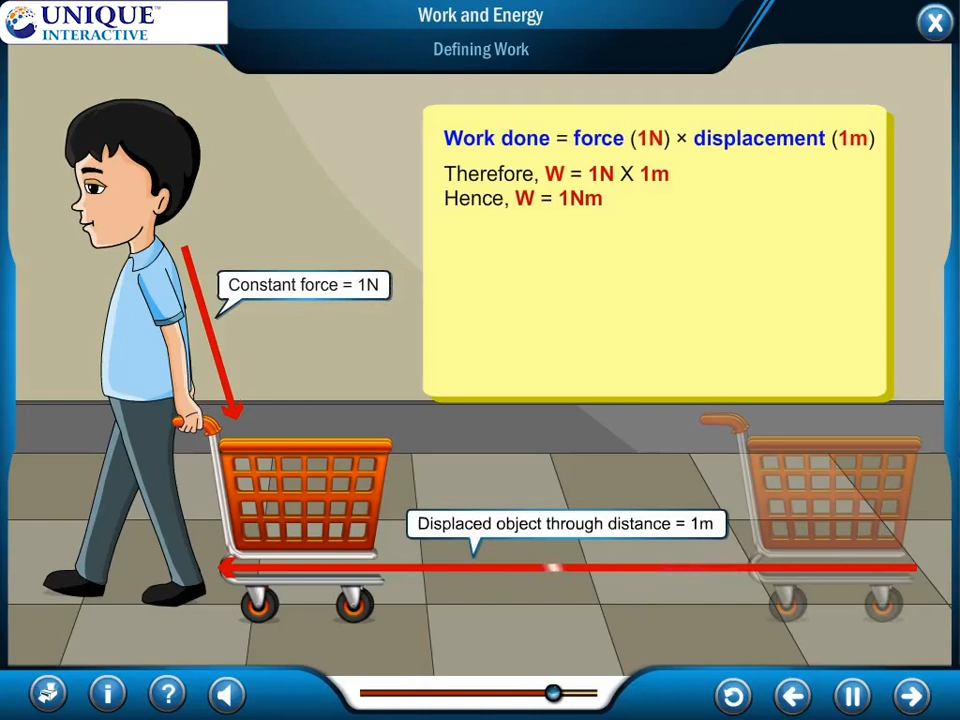 UNIQUE™
INTERACTIVE
Work and Energy
Defining Work
X
Work done = force (1N) × displacement (1m)
Therefore, W = 1N X 1m
Hence, W = 1Nm
Constant force = 1N
Displaced object through distance = 1m
i
?